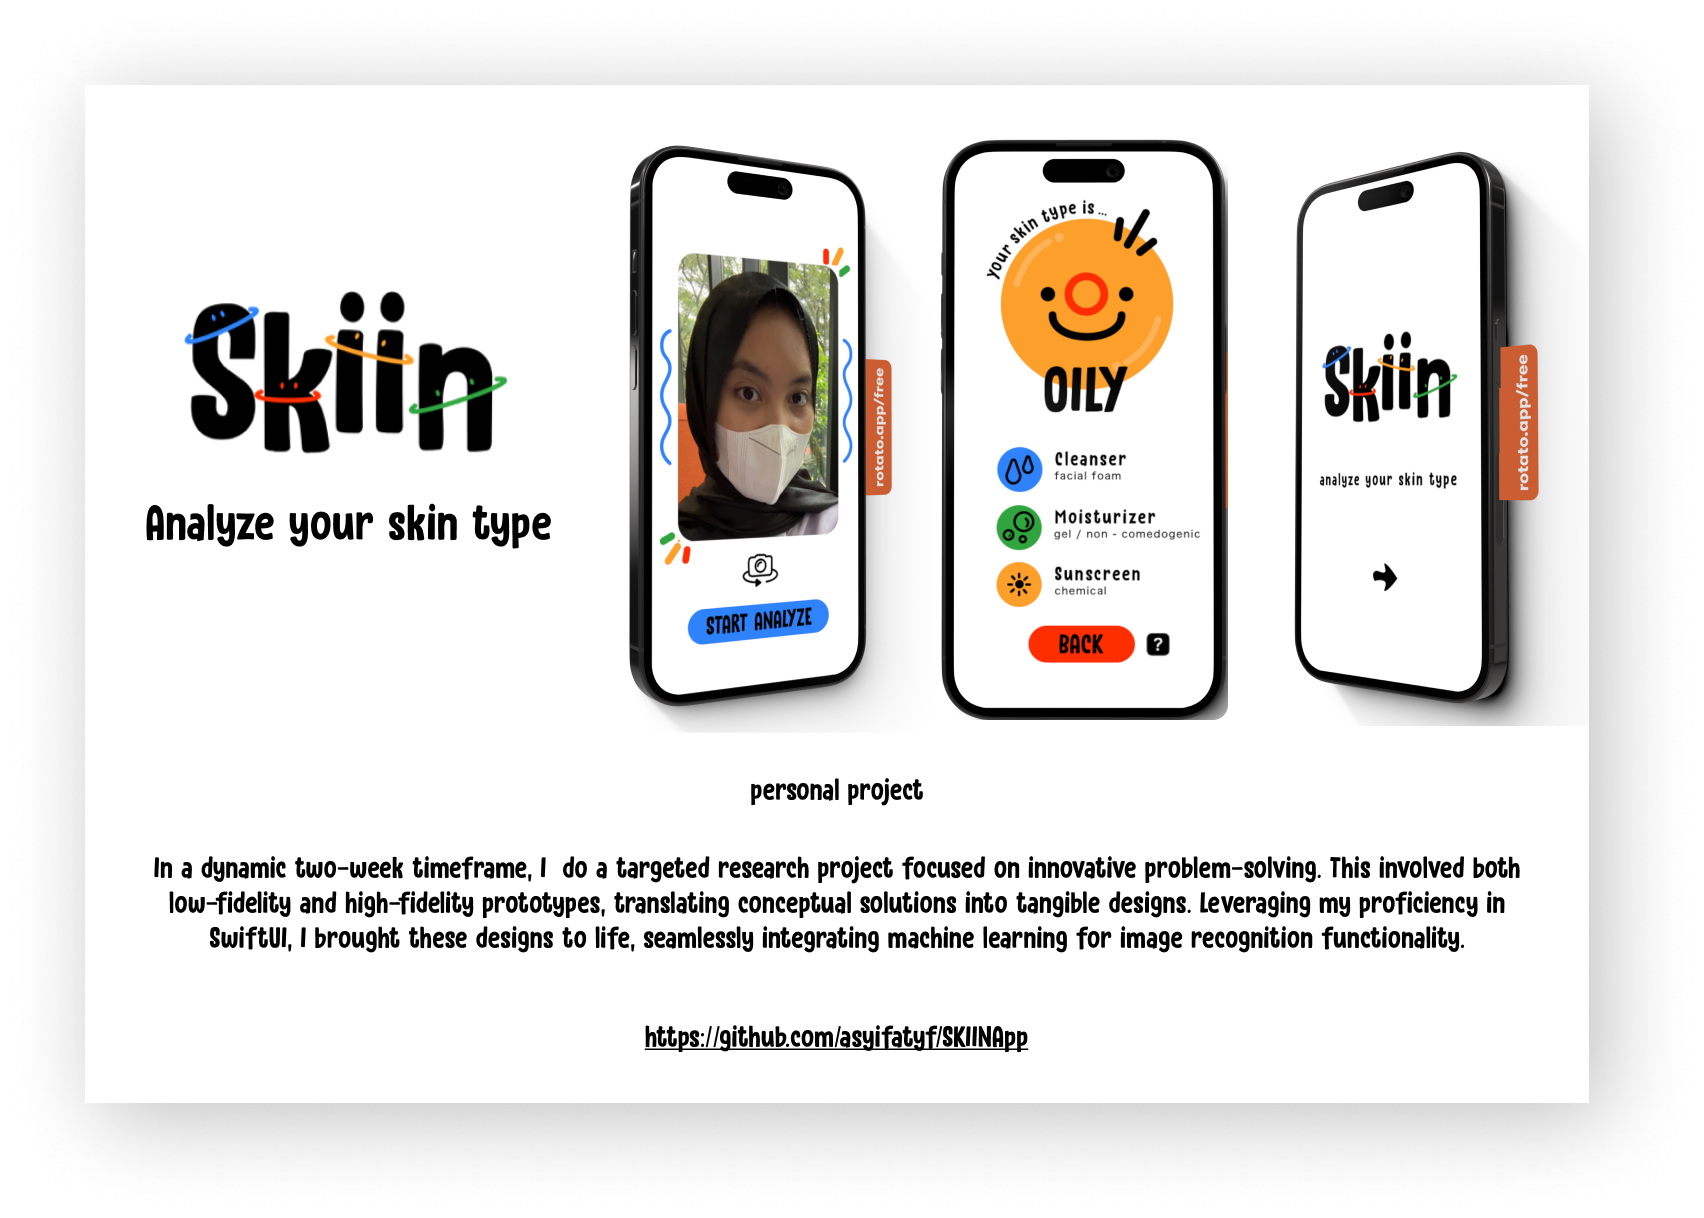 Skiin
Analyze your skin type
START ANALYZE
rotato.app/free
your skin type is ...
OILY
Cleanser
facial foam
Moisturizer
gel / non - comedogenic
Sunscreen
chemical
BACK
?
Skiin
analyze your skin type
rotato.app/free
personal project
In a dynamic two-week timeframe, I  do a targeted research project focused on innovative problem-solving. This involved both
low-fidelity and high-fidelity prototypes, translating conceptual solutions into tangible designs. Leveraging my proficiency in
SwiftUI, I brought these designs to life, seamlessly integrating machine learning for image recognition functionality.
https://github.com/asyifatyf/SKIINApp